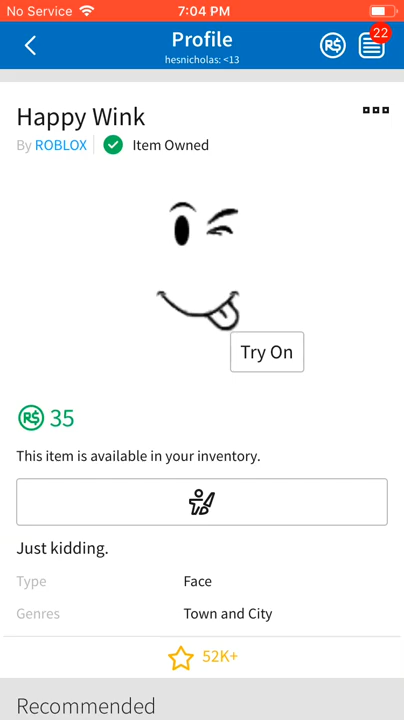 No Service 7:04 PM
Profile
hesnicholas: <13
R$ 22
Happy Wink
By ROBLOX Item Owned
Try On
R$ 35
This item is available in your inventory.
Just kidding.
Type Face
Genres Town and City
52K+
Recommended